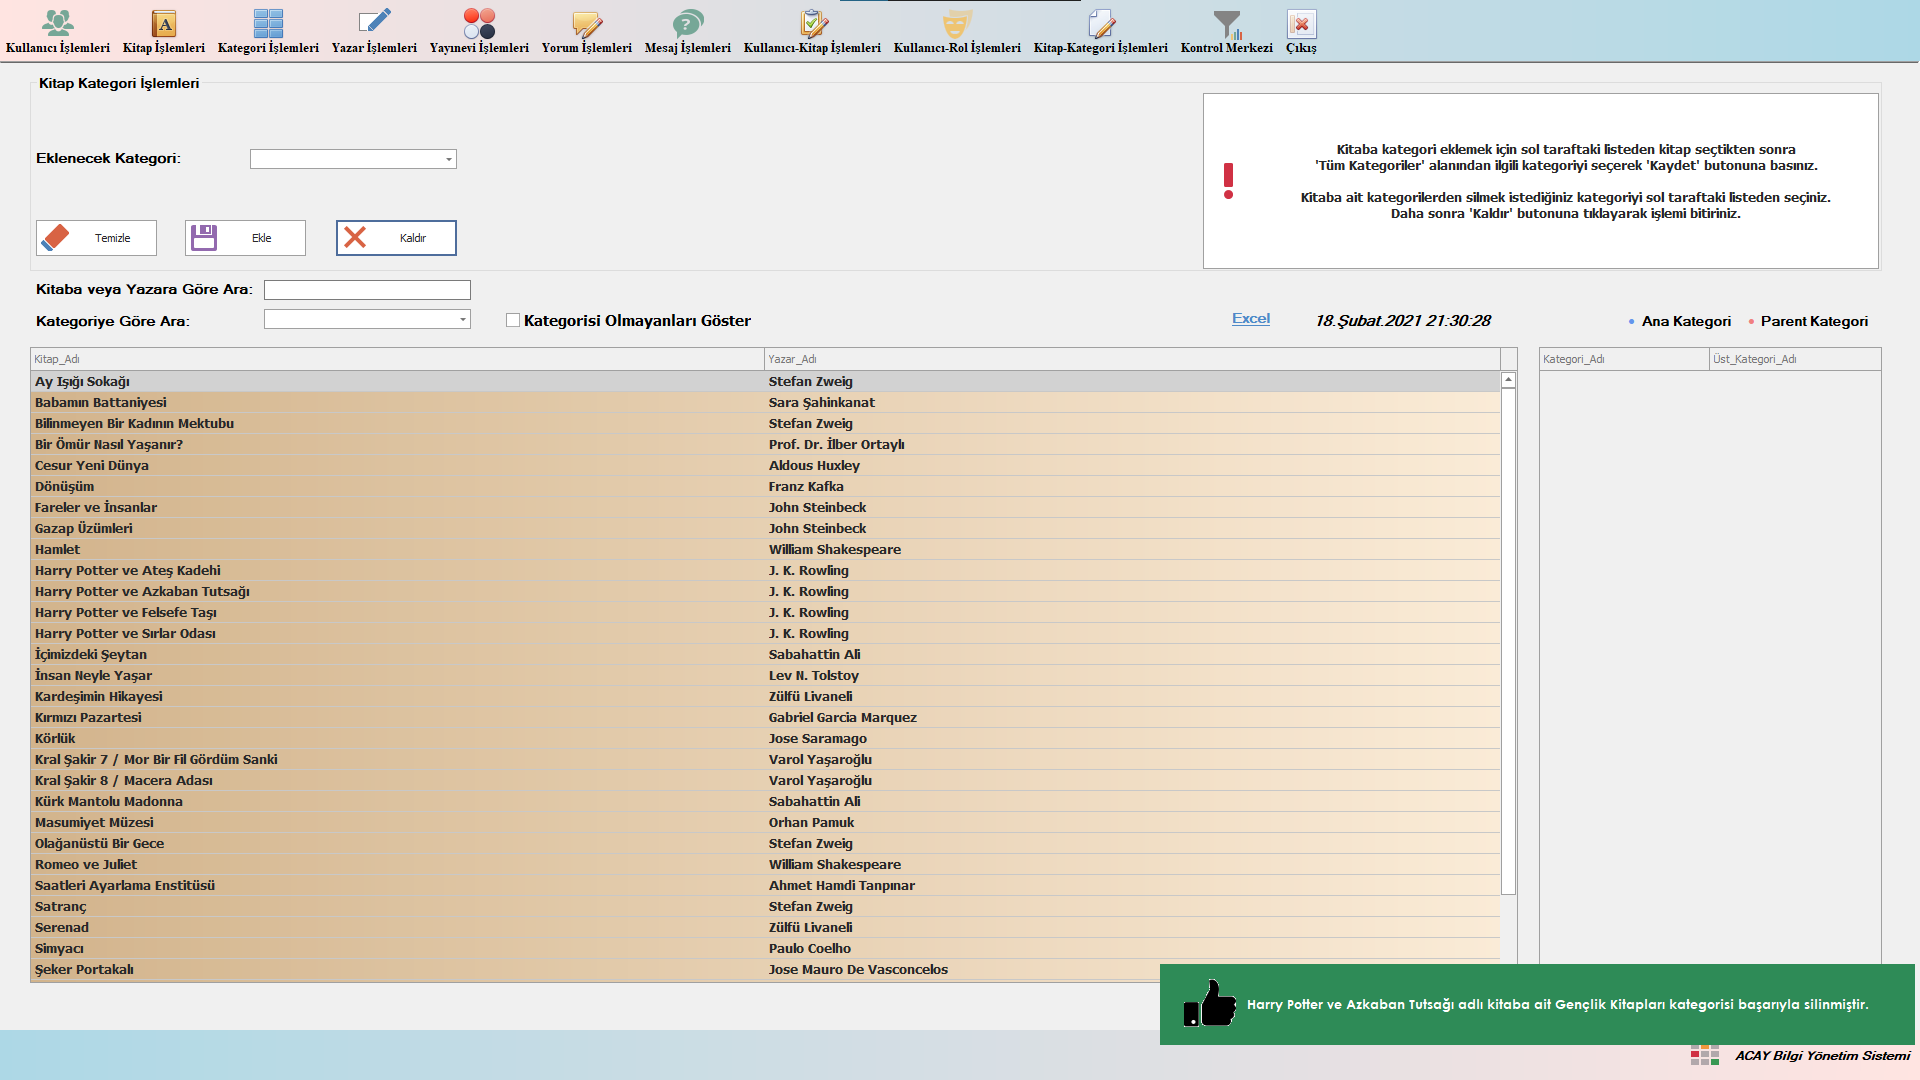 Kullanıcı İşlemleri Kitap İşlemleri Kategori İşlemleri Yazar İşlemleri Yayınevi İşlemleri Yorum İşlemleri Mesaj İşlemleri Kullanıcı-Kitap İşlemleri Kullanıcı-Rol İşlemleri Kitap-Kategori İşlemleri Kontrol Merkezi Çıkış
Kitap Kategori İşlemleri
Eklenecek Kategori:
Temizle Ekle Kaldır
Kitaba kategori eklemek için sol taraftaki listeden kitap seçtikten sonra
'Tüm Kategoriler' alanından ilgili kategoriyi seçerek 'Kaydet' butonuna basınız.
Kitaba ait kategorilerden silmek istediğiniz kategoriyi sol taraftaki listeden seçiniz.
Daha sonra 'Kaldır' butonuna tıklayarak işlemi bitiriniz.
Kitaba veya Yazara Göre Ara:
Kategoriye Göre Ara: Kategorisi Olmayanları Göster Excel 18.Şubat.2021 21:30:28 Ana Kategori Parent Kategori
Kitap_Adı Yazar_Adı Kategori_Adı Üst_Kategori_Adı
Ay Işığı Sokağı Stefan Zweig
Babamın Battaniyesi Sara Şahinkanat
Bilinmeyen Bir Kadının Mektubu Stefan Zweig
Bir Ömür Nasıl Yaşanır? Prof. Dr. İlber Ortaylı
Cesur Yeni Dünya Aldous Huxley
Dönüşüm Franz Kafka
Fareler ve İnsanlar John Steinbeck
Gazap Üzümleri John Steinbeck
Hamlet William Shakespeare
Harry Potter ve Ateş Kadehi J. K. Rowling
Harry Potter ve Azkaban Tutsağı J. K. Rowling
Harry Potter ve Felsefe Taşı J. K. Rowling
Harry Potter ve Sırlar Odası J. K. Rowling
İçimizdeki Şeytan Sabahattin Ali
İnsan Neyle Yaşar Lev N. Tolstoy
Kardeşimin Hikayesi Zülfü Livaneli
Kırmızı Pazartesi Gabriel Garcia Marquez
Körlük Jose Saramago
Kral Şakir 7 / Mor Bir Fil Gördüm Sanki Varol Yaşaroğlu
Kral Şakir 8 / Macera Adası Varol Yaşaroğlu
Kürk Mantolu Madonna Sabahattin Ali
Masumiyet Müzesi Orhan Pamuk
Olağanüstü Bir Gece Stefan Zweig
Romeo ve Juliet William Shakespeare
Saatleri Ayarlama Enstitüsü Ahmet Hamdi Tanpınar
Satranç Stefan Zweig
Serenad Zülfü Livaneli
Simyacı Paulo Coelho
Şeker Portakalı Jose Mauro De Vasconcelos
Harry Potter ve Azkaban Tutsağı adlı kitaba ait Gençlik Kitapları kategorisi başarıyla silinmiştir.
ACAY Bilgi Yönetim Sistemi